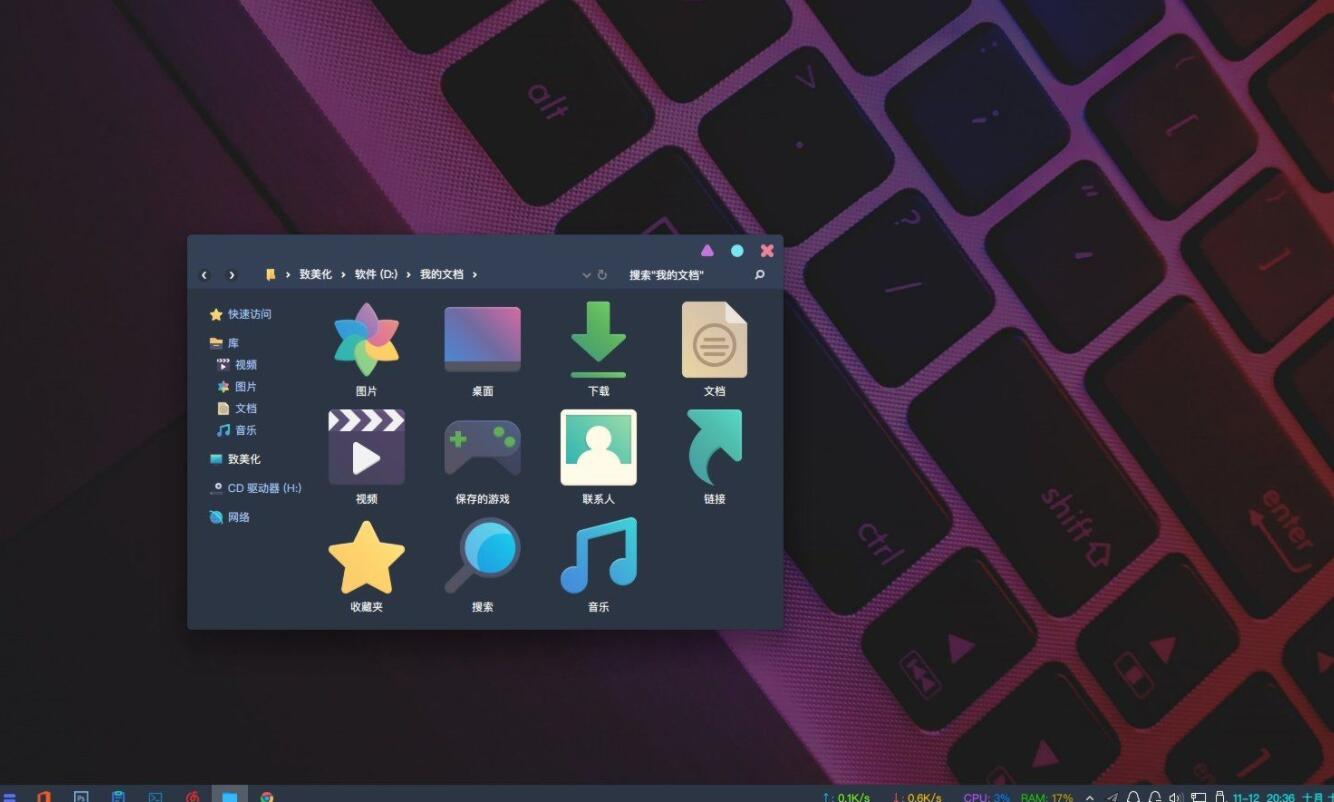 alt
致美化 › 软件 (D:) › 我的文档 ›
搜索"我的文档"
快速访问
库
视频
图片
文档
音乐
致美化
CD 驱动器 (H:)
网络
图片
桌面
下载
文档
视频
保存的游戏
联系人
链接
收藏夹
搜索
音乐
ctrl
shift
enter
↑: 0.1K/s
↓: 0.6K/s
CPU: 3%
RAM: 17%
11-12
20:36
十月